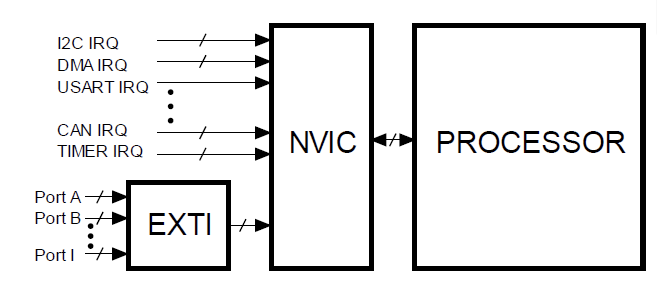 I2C IRQ
DMA IRQ
USART IRQ
CAN IRQ
TIMER IRQ
NVIC
PROCESSOR
Port A
Port B
Port I
EXTI